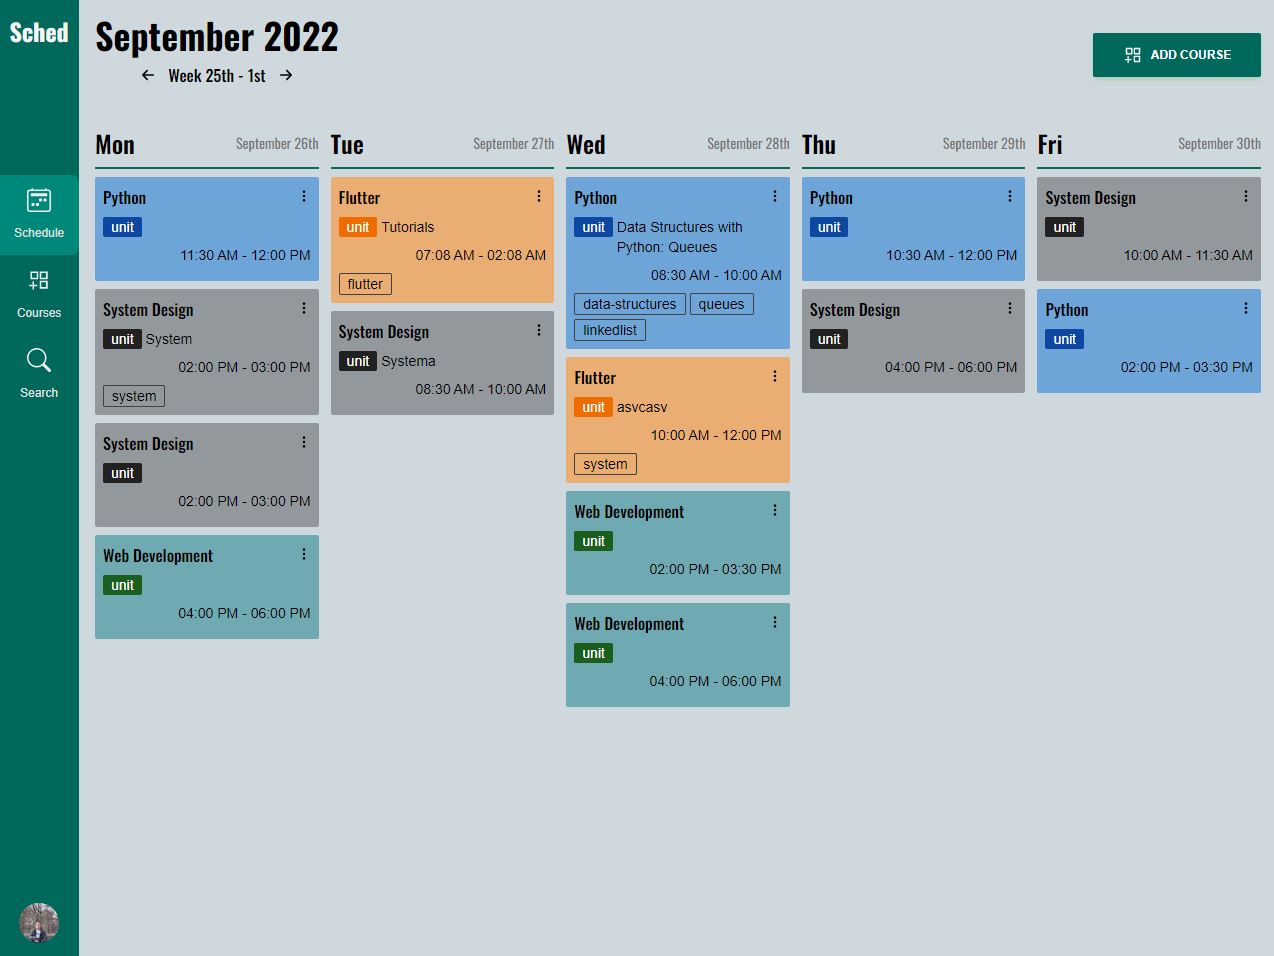 Sched
Schedule
Courses
Search
September 2022
Week 25th - 1st
ADD COURSE
Mon
September 26th
Python
unit
11:30 AM - 12:00 PM
System Design
unit System
02:00 PM - 03:00 PM
system
System Design
unit
02:00 PM - 03:00 PM
Web Development
unit
04:00 PM - 06:00 PM
Tue
September 27th
Flutter
unit Tutorials
07:08 AM - 02:08 AM
flutter
System Design
unit Systema
08:30 AM - 10:00 AM
Wed
September 28th
Python
unit Data Structures with
Python: Queues
08:30 AM - 10:00 AM
data-structures queues
linkedlist
Flutter
unit asvcasv
10:00 AM - 12:00 PM
system
Web Development
unit
02:00 PM - 03:30 PM
Web Development
unit
04:00 PM - 06:00 PM
Thu
September 29th
Python
unit
10:30 AM - 12:00 PM
System Design
unit
04:00 PM - 06:00 PM
Fri
September 30th
System Design
unit
10:00 AM - 11:30 AM
Python
unit
02:00 PM - 03:30 PM